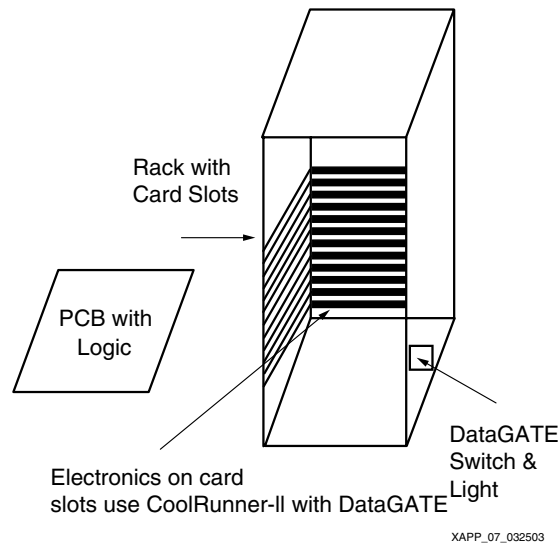 Rack with
Card Slots
PCB with
Logic
DataGATE
Switch &
Light
Electronics on card
slots use CoolRunner-II with DataGATE
XAPP_07_032503